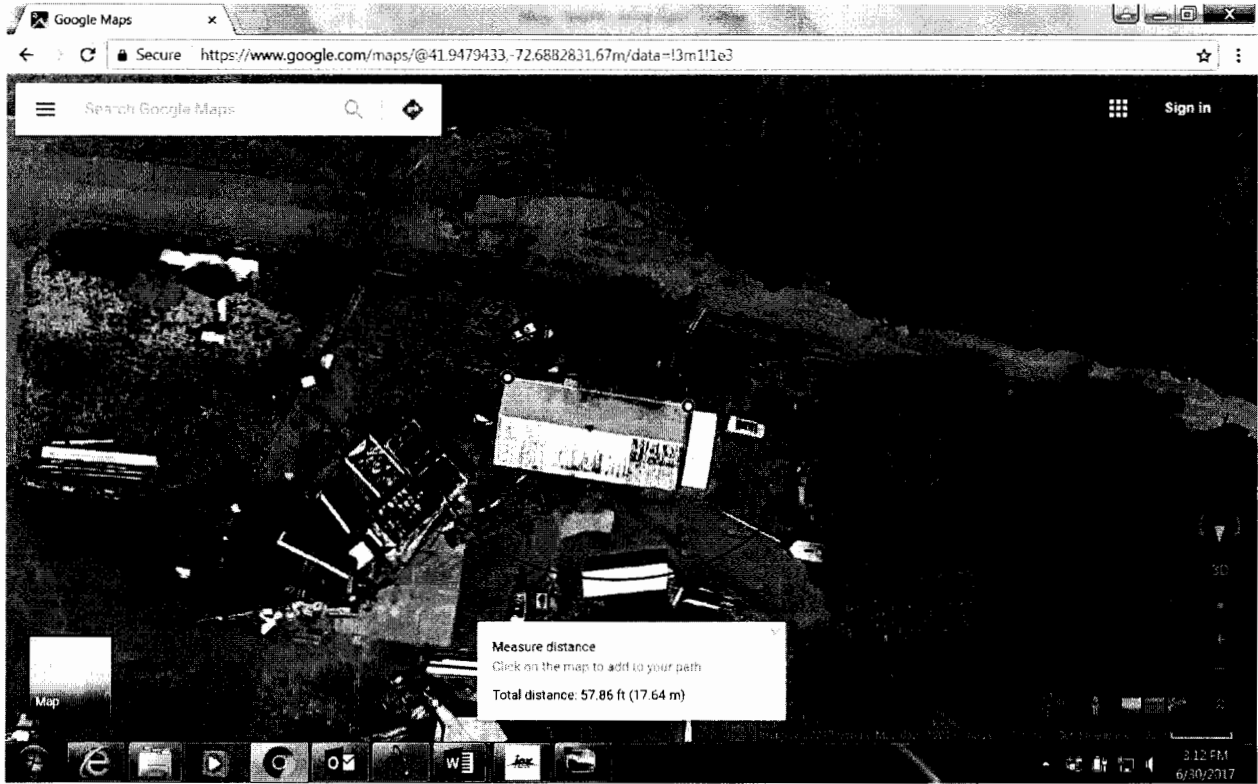 Google Maps
Secure https://www.google.com/maps/@41.9479433,-72.6882831,67m/data=!3m1!1e3
Search Google Maps
Sign in
3D
Measure distance
Click on the map to add to your path
Total distance: 57.86 ft (17.64 m)
Map
3:12 PM
6/30/2017